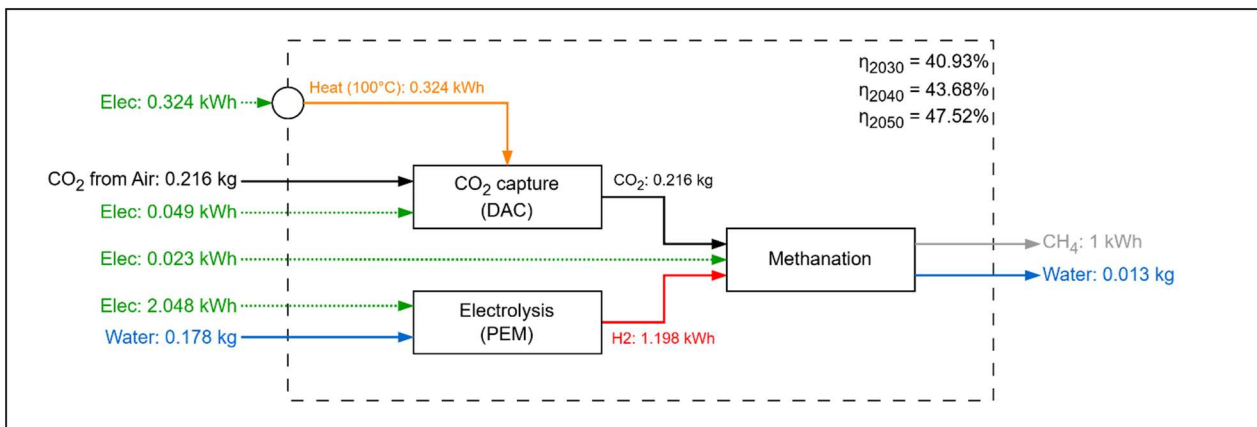 η2030 = 40.93%
η2040 = 43.68%
η2050 = 47.52%
Heat (100°C): 0.324 kWh
Elec: 0.324 kWh
CO2 from Air: 0.216 kg
CO2 capture
(DAC)
CO2: 0.216 kg
Elec: 0.049 kWh
Elec: 0.023 kWh
Methanation
CH4: 1 kWh
Water: 0.013 kg
Elec: 2.048 kWh
Water: 0.178 kg
Electrolysis
(PEM)
H2: 1.198 kWh